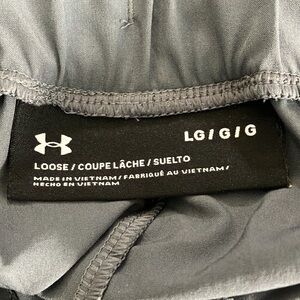 LG / G / G
LOOSE / COUPE LÂCHE / SUELTO
MADE IN VIETNAM / FABRIQUÉ AU VIETNAM /
HECHO EN VIETNAM